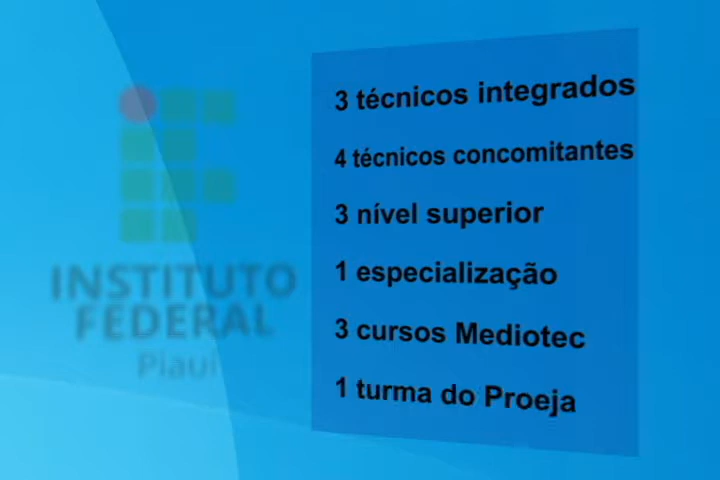 3 técnicos integrados
4 técnicos concomitantes
3 nível superior
1 especialização
3 cursos Mediotec
1 turma do Proeja
INSTITUTO
FEDERAL
Piauí